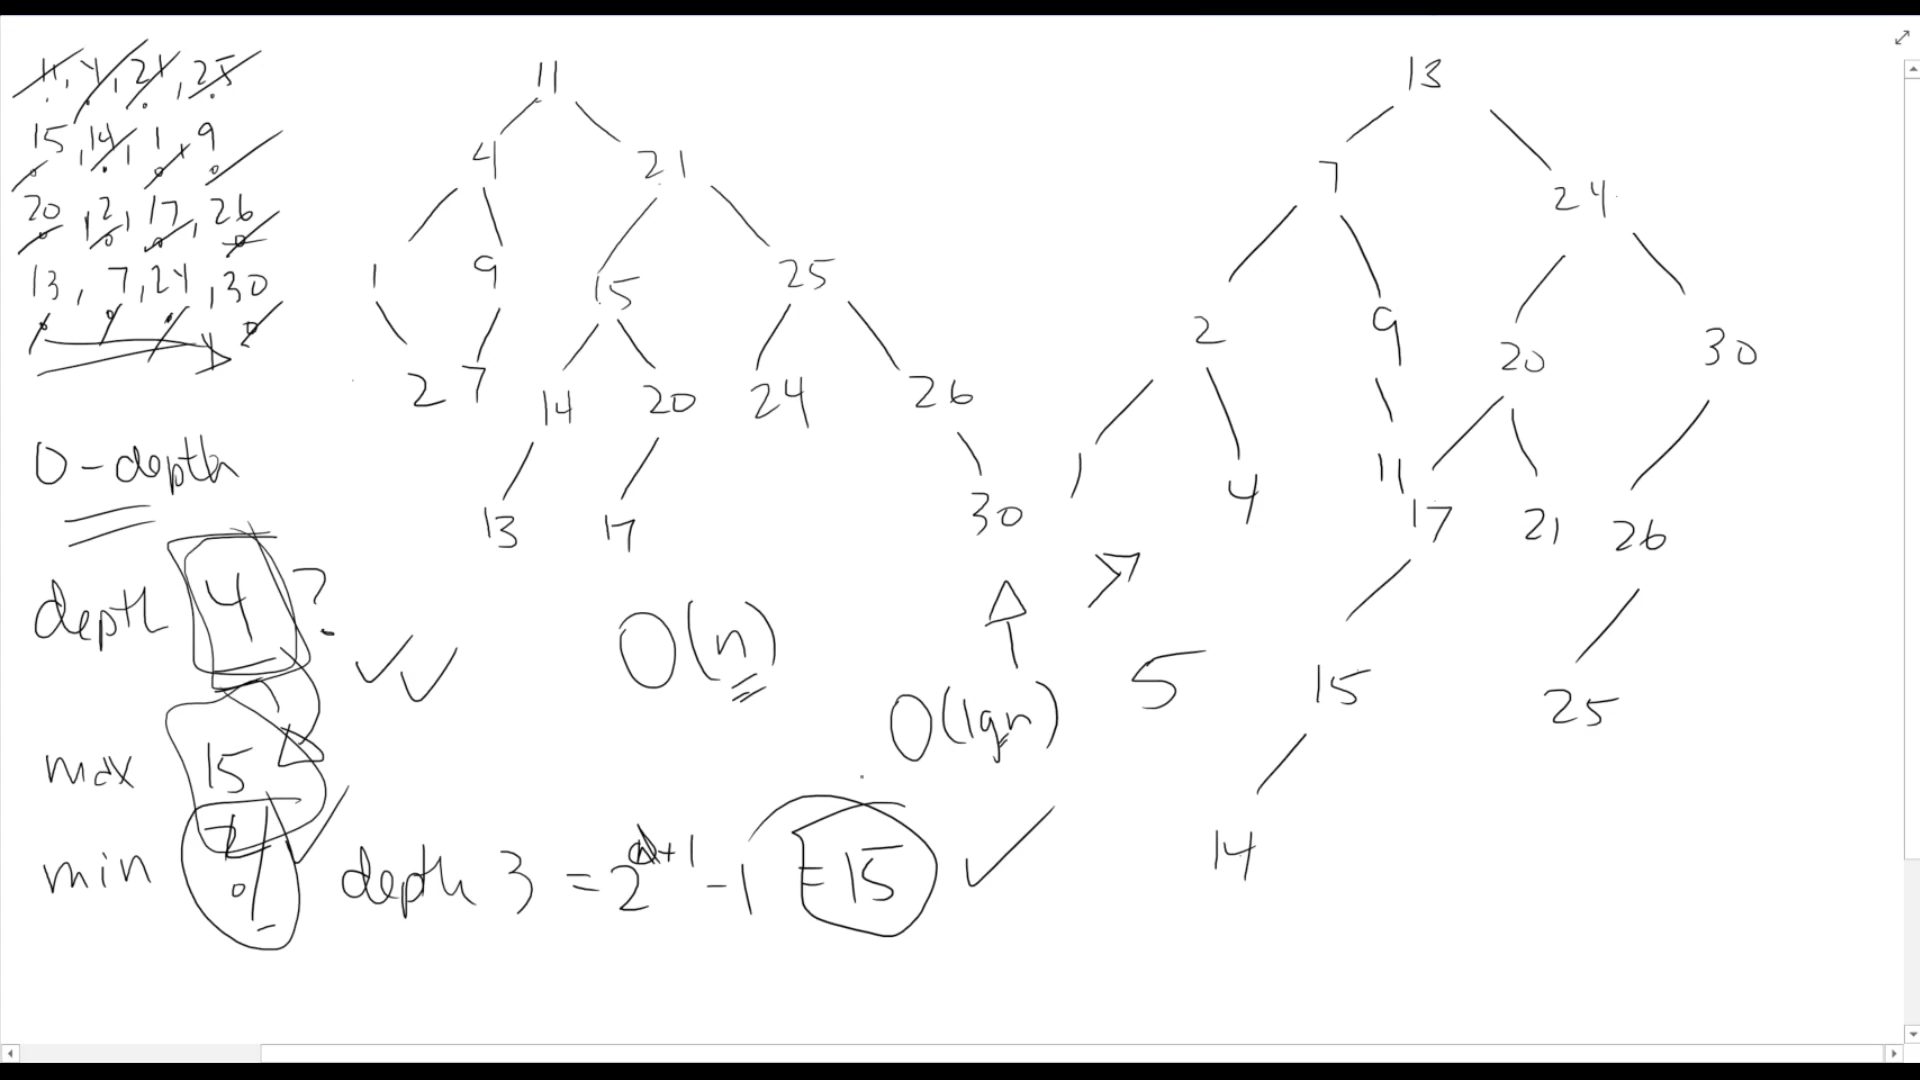 11, 4, 21, 25
15, 14, 1, 9
20, 2, 17, 26
13, 7, 24, 30
0-depth
depth 4 ?
max 15
min
depth 3 = 2^{n+1} - 1 = 15
11
4 21
1 9 15 25
2 7 14 20 24 26
13 17 30
O(n)
O(lgn)
5
13
7 24
2 9 20 30
1 4 11 17 21 26
15 25
14